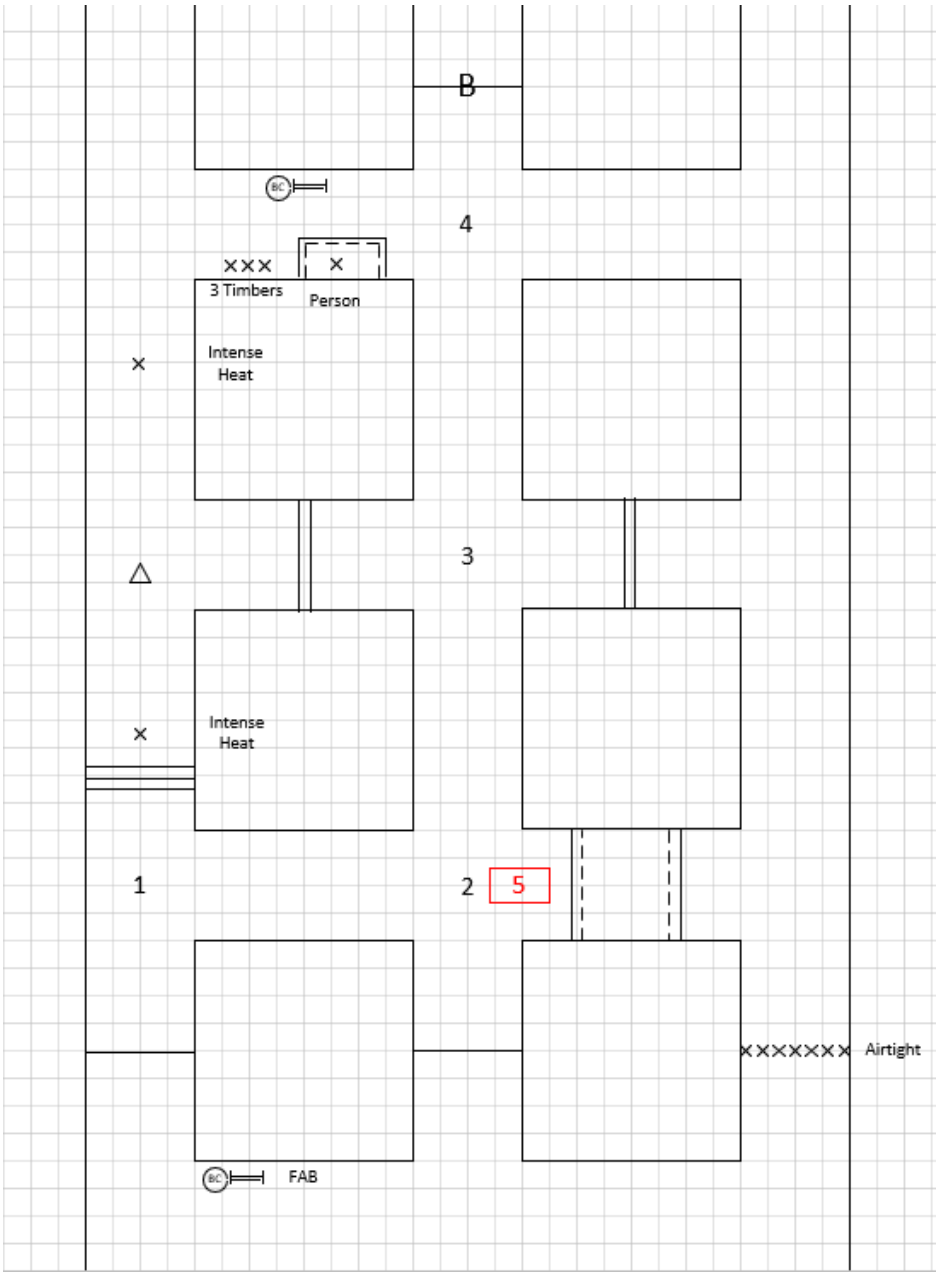 B
BC
4
3 Timbers
Person
Intense
Heat
3
Intense
Heat
1
2
5
Airtight
BC
FAB